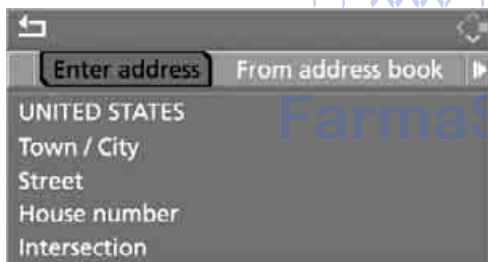 Enter address From address book
UNITED STATES
Town / City
Street
House number
Intersection